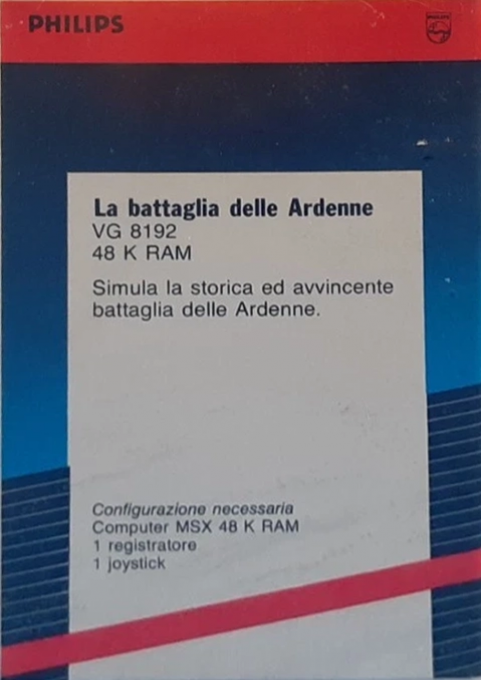 PHILIPS
PHILIPS
La battaglia delle Ardenne
VG 8192
48 K RAM
Simula la storica ed avvincente
battaglia delle Ardenne.
Configurazione necessaria
Computer MSX 48 K RAM
1 registratore
1 joystick